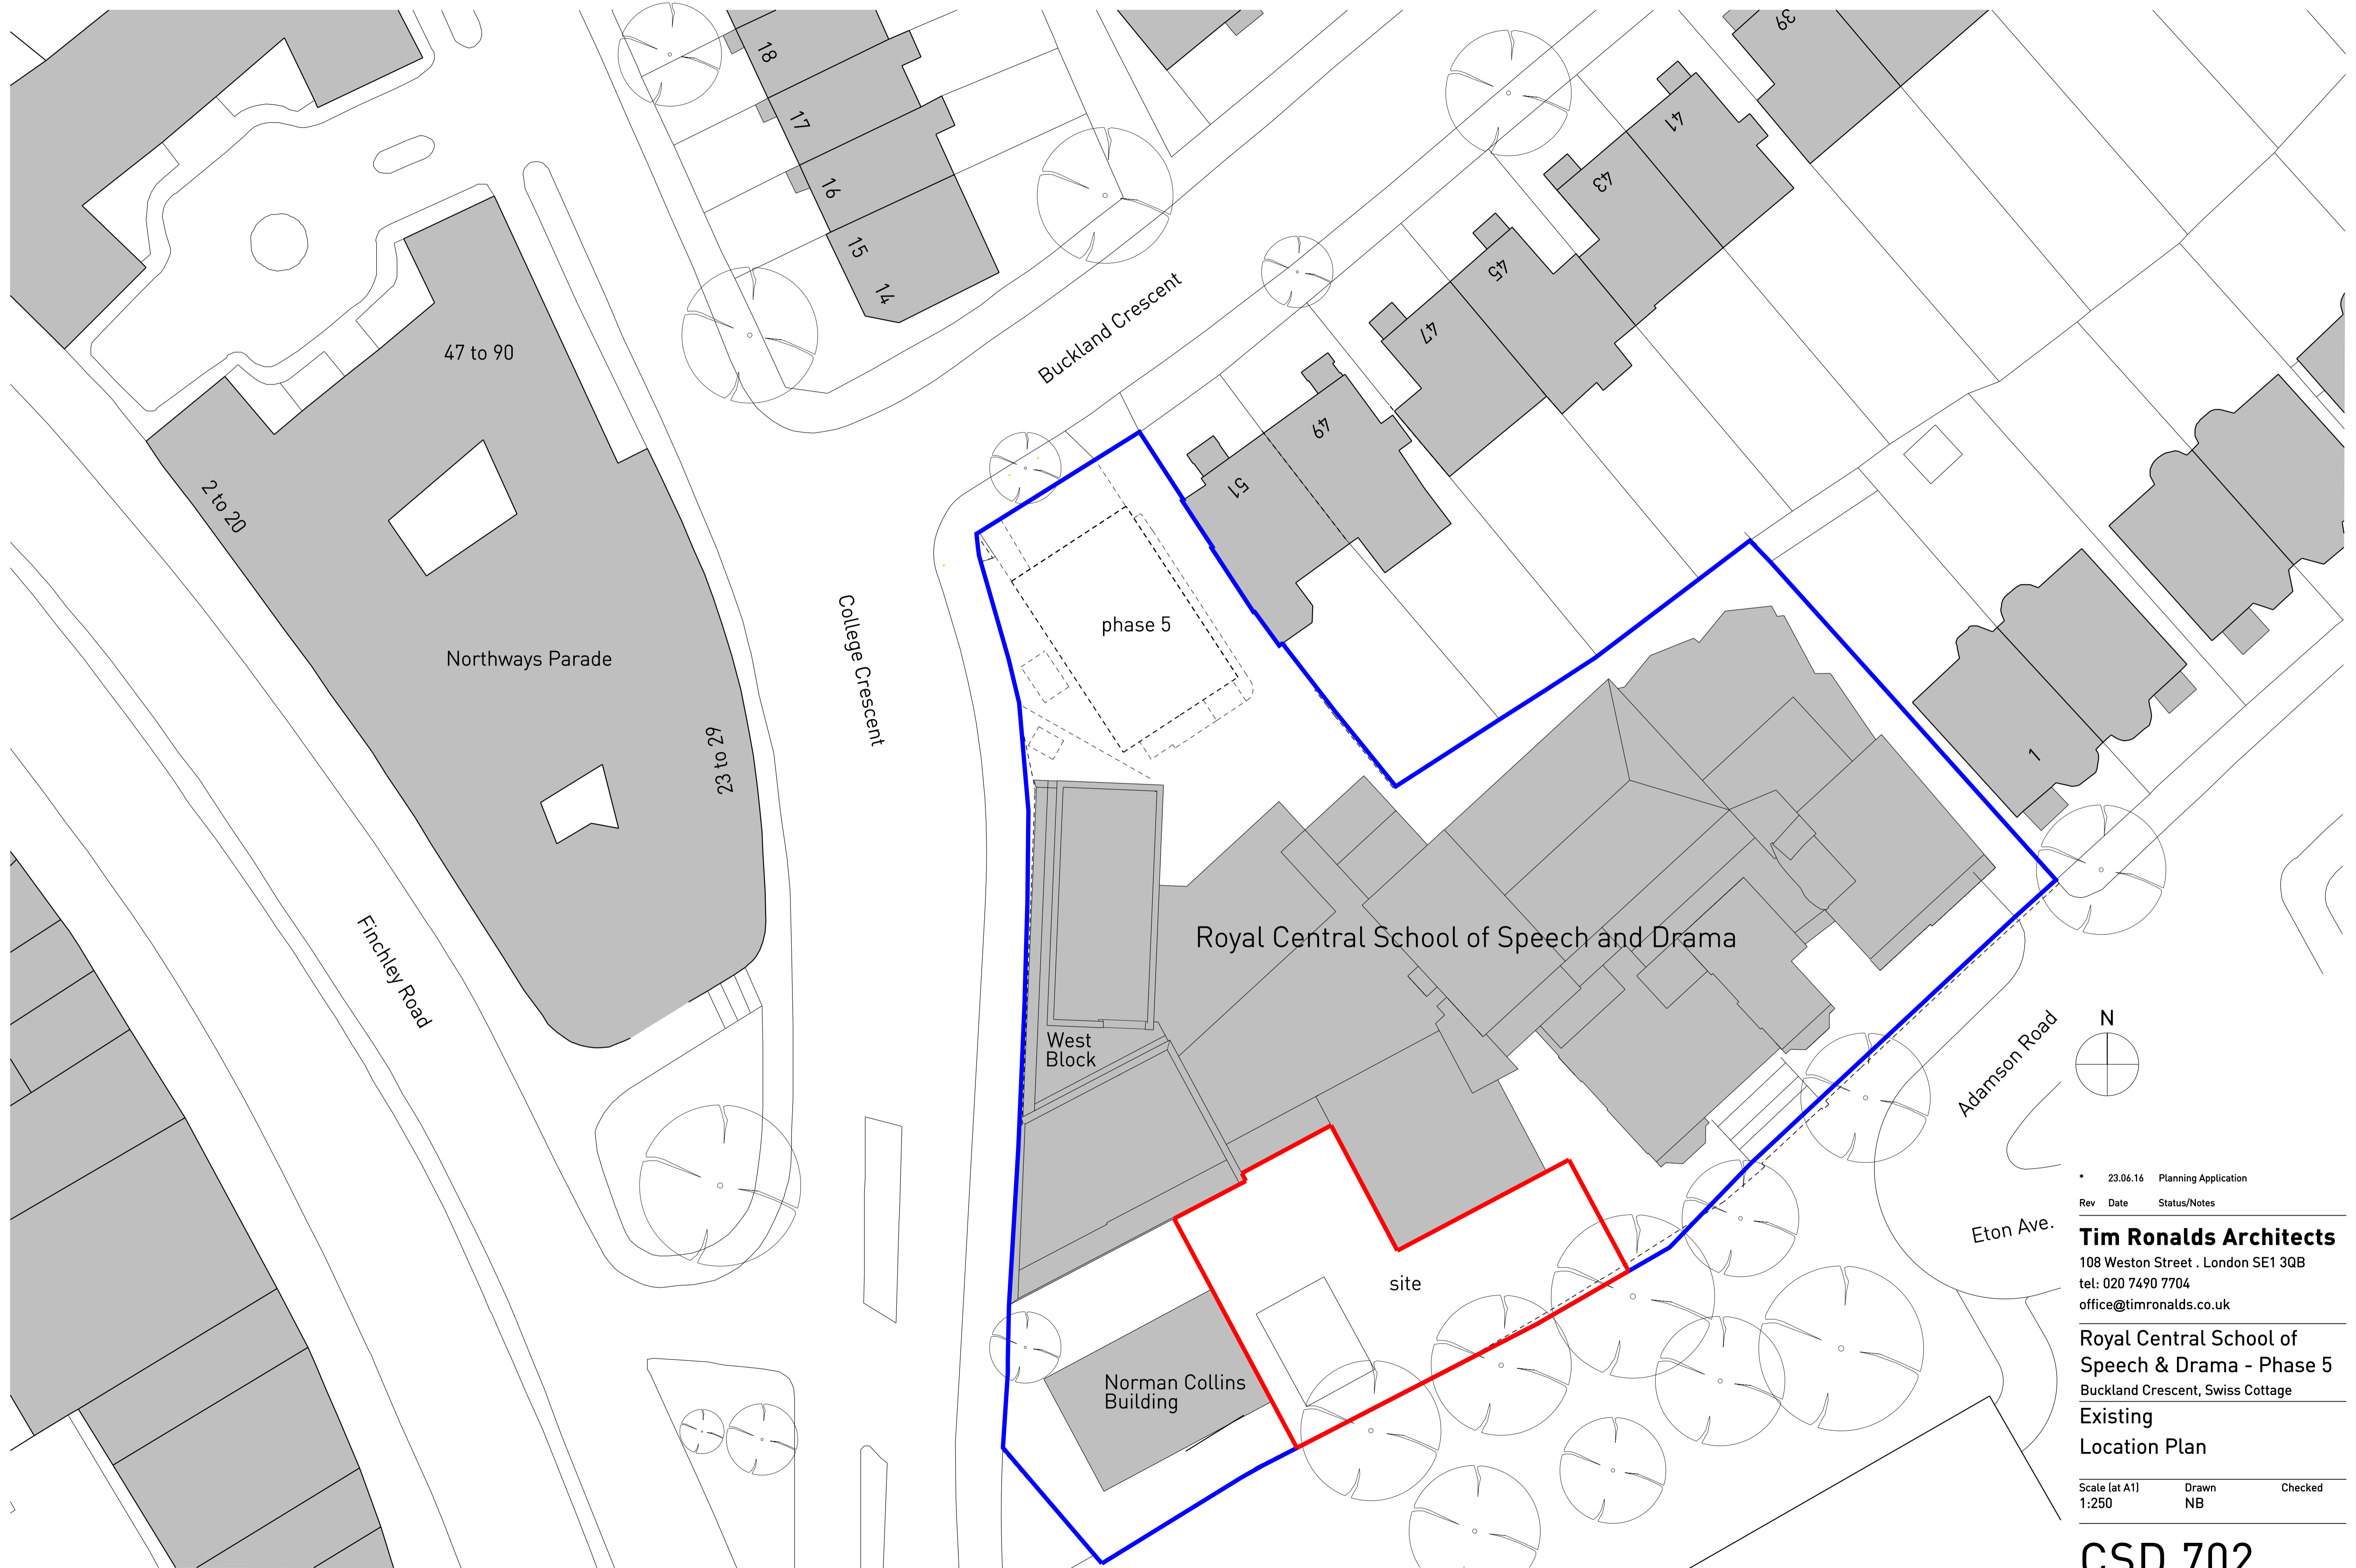 18
17
16
15
14
39
41
43
45
47
49
51
47 to 90
2 to 20
Buckland Crescent
phase 5
Northways Parade
College Crescent
23 to 29
1
Finchley Road
Royal Central School of Speech and Drama
West
Block
Adamson Road
N
Eton Ave.
site
Norman Collins
Building
* 23.06.16 Planning Application
Rev Date Status/Notes
Tim Ronalds Architects
108 Weston Street . London SE1 3QB
tel: 020 7490 7704
office@timronalds.co.uk
Royal Central School of
Speech & Drama - Phase 5
Buckland Crescent, Swiss Cottage
Existing
Location Plan
Scale (at A1) Drawn Checked
1:250 NB
CSD 702